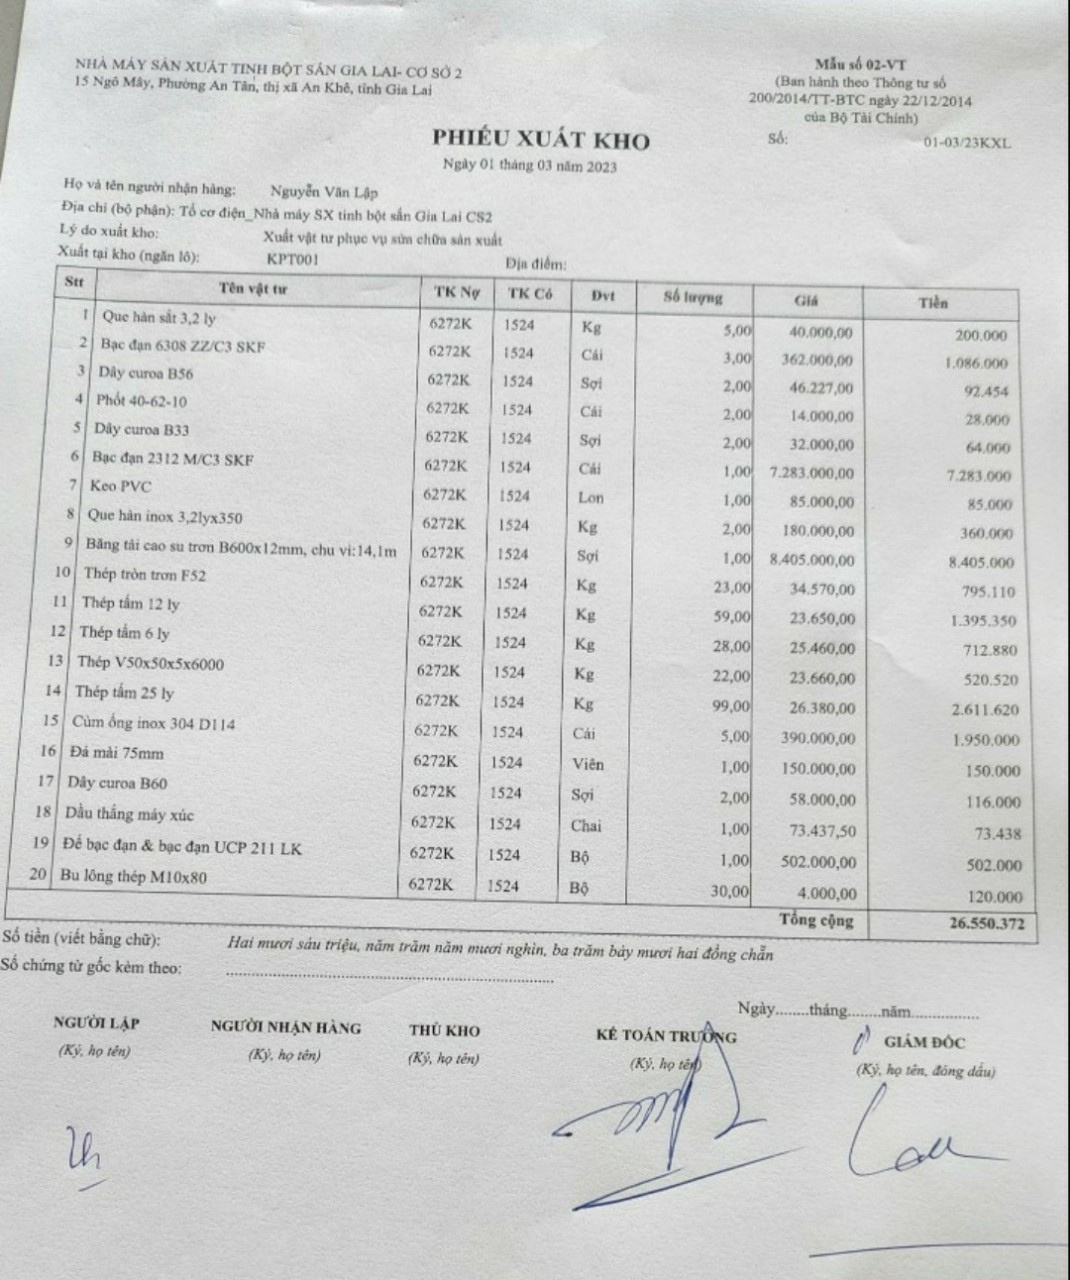 NHÀ MÁY SẢN XUẤT TINH BỘT SẮN GIA LAI- CƠ SỞ 2
15 Ngô Mây, Phường An Tân, thị xã An Khê, tỉnh Gia Lai
Mẫu số 02-VT
(Ban hành theo Thông tư số
200/2014/TT-BTC ngày 22/12/2014
của Bộ Tài Chính)
PHIẾU XUẤT KHO
Số: 01-03/23KXL
Ngày 01 tháng 03 năm 2023
Họ và tên người nhận hàng: Nguyễn Văn Lập
Địa chỉ (bộ phận): Tổ cơ điện_Nhà máy SX tinh bột sắn Gia Lai CS2
Lý do xuất kho: Xuất vật tư phục vụ sửa chữa sản xuất
Xuất tại kho (ngăn lô): KPT001 Địa điểm:
Stt Tên vật tư TK Nợ TK Có Đvt Số lượng Giá Tiền
1 Que hàn sắt 3,2 ly 6272K 1524 Kg 5,00 40.000,00 200.000
2 Bạc đạn 6308 ZZ/C3 SKF 6272K 1524 Cái 3,00 362.000,00 1.086.000
3 Dây curoa B56 6272K 1524 Sợi 2,00 46.227,00 92.454
4 Phốt 40-62-10 6272K 1524 Cái 2,00 14.000,00 28.000
5 Dây curoa B33 6272K 1524 Sợi 2,00 32.000,00 64.000
6 Bạc đạn 2312 M/C3 SKF 6272K 1524 Cái 1,00 7.283.000,00 7.283.000
7 Keo PVC 6272K 1524 Lon 1,00 85.000,00 85.000
8 Que hàn inox 3,2lyx350 6272K 1524 Kg 2,00 180.000,00 360.000
9 Băng tải cao su trơn B600x12mm, chu vi:14,1m 6272K 1524 Sợi 1,00 8.405.000,00 8.405.000
10 Thép tròn trơn F52 6272K 1524 Kg 23,00 34.570,00 795.110
11 Thép tấm 12 ly 6272K 1524 Kg 59,00 23.650,00 1.395.350
12 Thép tấm 6 ly 6272K 1524 Kg 28,00 25.460,00 712.880
13 Thép V50x50x5x6000 6272K 1524 Kg 22,00 23.660,00 520.520
14 Thép tấm 25 ly 6272K 1524 Kg 99,00 26.380,00 2.611.620
15 Cùm ống inox 304 D114 6272K 1524 Cái 5,00 390.000,00 1.950.000
16 Đá mài 75mm 6272K 1524 Viên 1,00 150.000,00 150.000
17 Dây curoa B60 6272K 1524 Sợi 2,00 58.000,00 116.000
18 Dầu thắng máy xúc 6272K 1524 Chai 1,00 73.437,50 73.438
19 Đế bạc đạn & bạc đạn UCP 211 LK 6272K 1524 Bộ 1,00 502.000,00 502.000
20 Bu lông thép M10x80 6272K 1524 Bộ 30,00 4.000,00 120.000
Tổng cộng 26.550.372
Số tiền (viết bằng chữ): Hai mươi sáu triệu, năm trăm năm mươi nghìn, ba trăm bảy mươi hai đồng chẵn
Số chứng từ gốc kèm theo: ................................................
Ngày........tháng........năm................
NGƯỜI LẬP NGƯỜI NHẬN HÀNG THỦ KHO KẾ TOÁN TRƯỞNG GIÁM ĐỐC
(Ký, họ tên) (Ký, họ tên) (Ký, họ tên) (Ký, họ tên) (Ký, họ tên, đóng dấu)